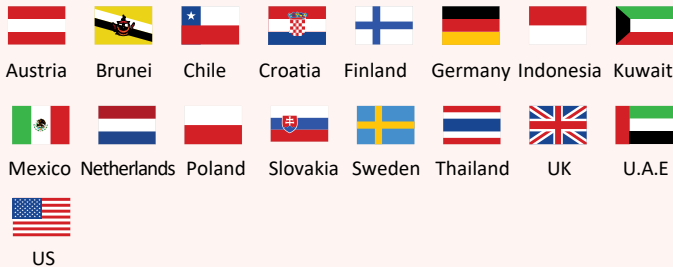 Austria Brunei Chile Croatia Finland Germany Indonesia Kuwait
Mexico Netherlands Poland Slovakia Sweden Thailand UK U.A.E
US